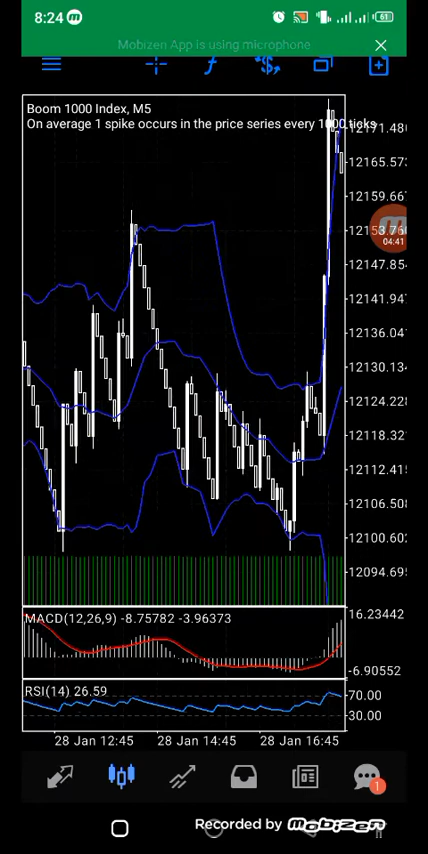 8:24
61
Mobizen App is using microphone
Boom 1000 Index, M5
On average 1 spike occurs in the price series every 1000 ticks
12171.48
12165.57
12159.66
12153.76
04:41
12147.85
12141.94
12136.04
12130.13
12124.22
12118.32
12112.41
12106.50
12100.60
12094.69
MACD(12,26,9) -8.75782 -3.96373
16.23442
-6.90552
RSI(14) 26.59
70.00
30.00
28 Jan 12:45
28 Jan 14:45
28 Jan 16:45
1
Recorded by mobizen